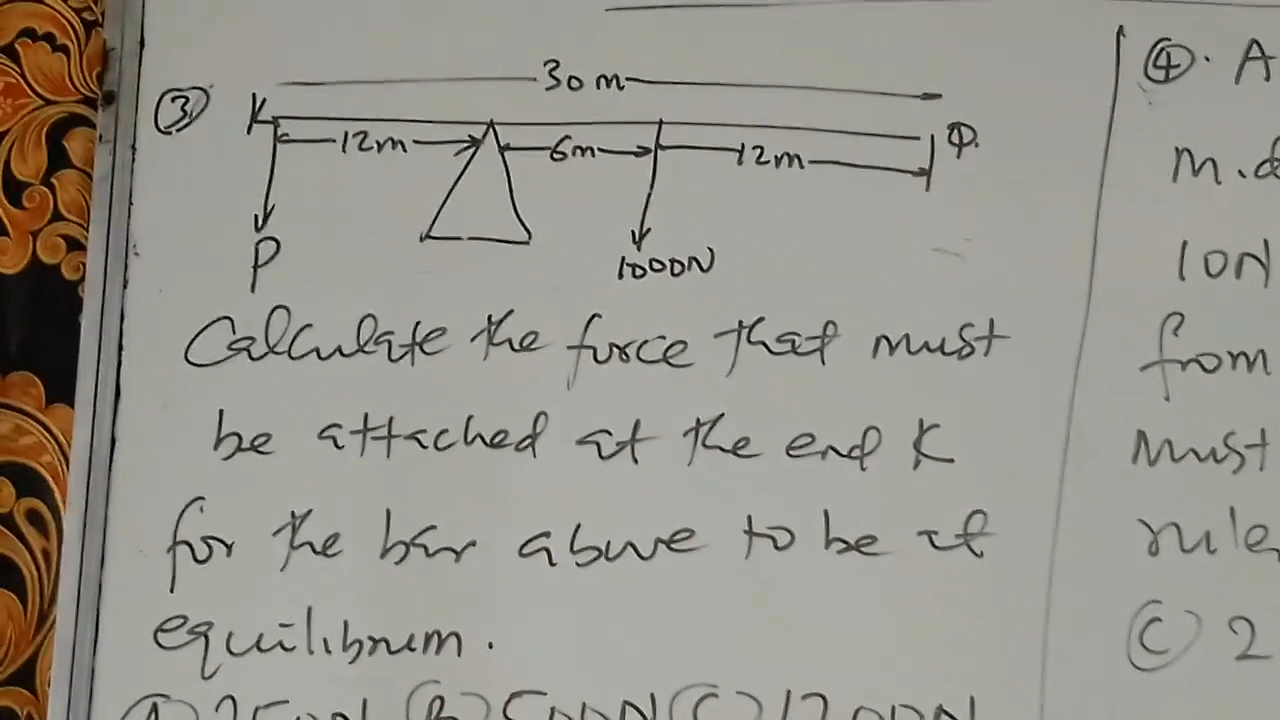 30m
③ K 12m 6m 12m Φ.
P 1000N
Calculate the force that must
be attached at the end K
for the bar above to be at
equilibrium.
④. A
m.d
10N
from
must
rule
Ⓒ 2